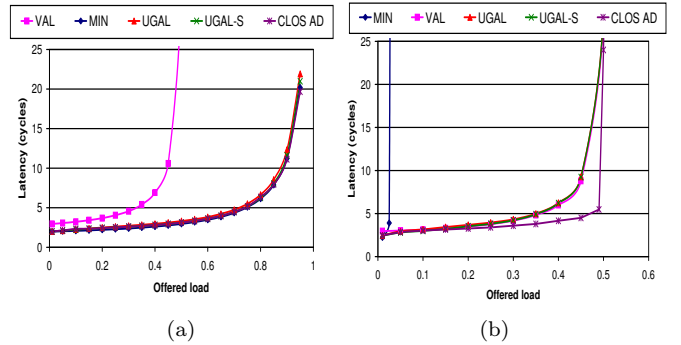 VAL MIN UGAL UGAL-S CLOS AD
Latency (cycles)
25
20
15
10
5
0
0 0.2 0.4 0.6 0.8 1
Offered load
(a)
MIN VAL UGAL UGAL-S CLOS AD
Latency (cycles)
25
20
15
10
5
0
0 0.1 0.2 0.3 0.4 0.5 0.6
Offered load
(b)